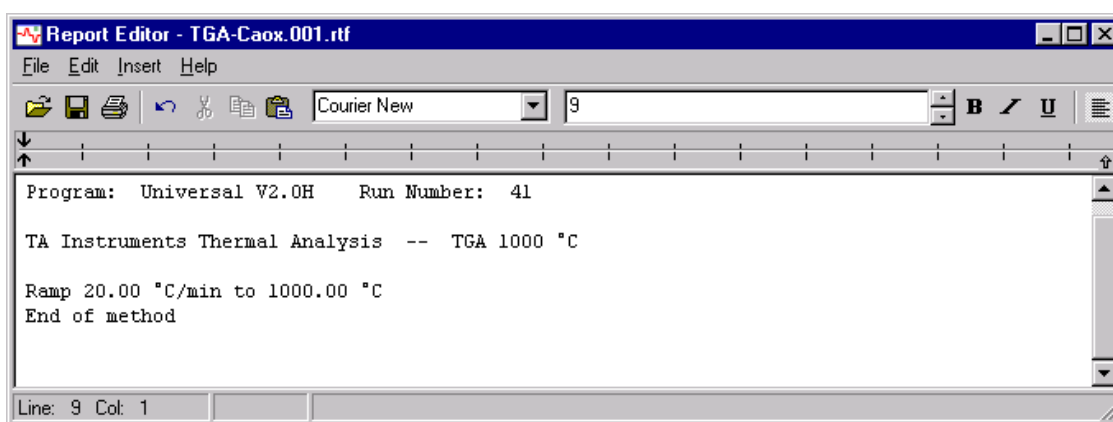 Report Editor - TGA-Caox.001.rtf
File Edit Insert Help
Courier New 9 B I U
Program: Universal V2.0H Run Number: 41
TA Instruments Thermal Analysis -- TGA 1000 °C
Ramp 20.00 °C/min to 1000.00 °C
End of method
Line: 9 Col: 1